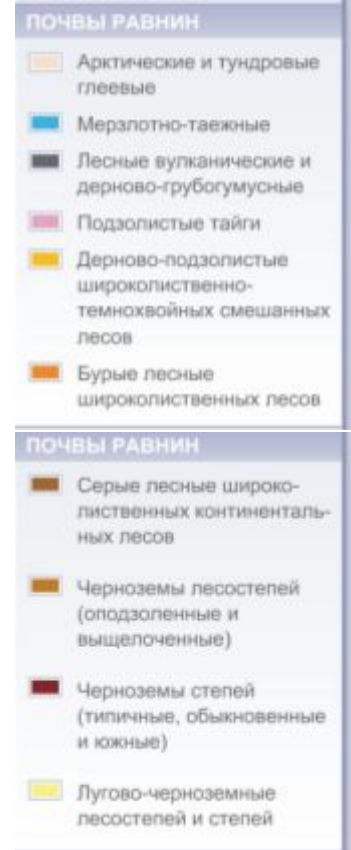 ПОЧВЫ РАВНИН
Арктические и тундровые
глеевые
Мерзлотно-таежные
Лесные вулканические и
дерново-грубогумусные
Подзолистые тайги
Дерново-подзолистые
широколиственно-
темнохвойных смешанных
лесов
Бурые лесные
широколиственных лесов
ПОЧВЫ РАВНИН
Серые лесные широко-
лиственных континенталь-
ных лесов
Черноземы лесостепей
(оподзоленные и
выщелоченные)
Черноземы степей
(типичные, обыкновенные
и южные)
Лугово-черноземные
лесостепей и степей